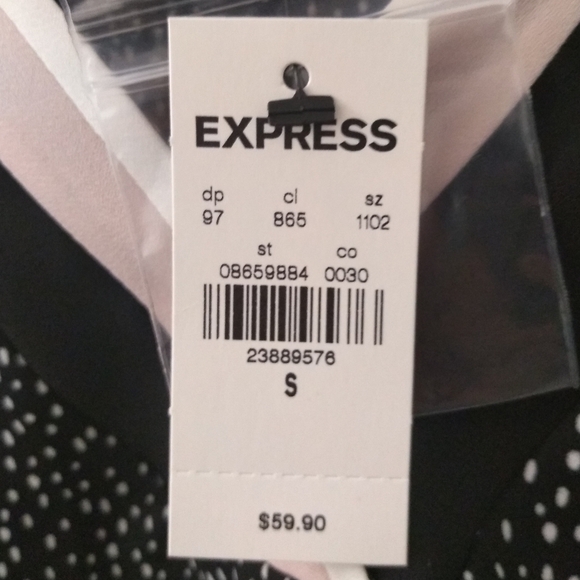 EXPRESS
dp cl sz
97 865 1102
st co
08659884 0030
23889576
S
$59.90